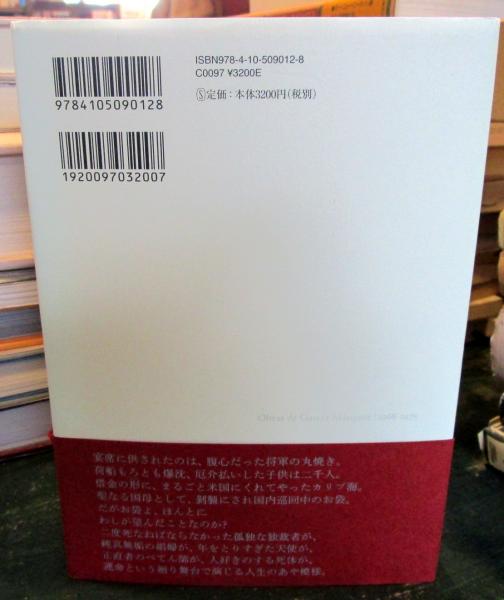 ISBN978-4-10-509012-8
C0097 ¥3200E
Ⓢ定価：本体3200円(税別)
9784105090128
1920097032007
Obras de García Márquez | 1968-1975
宴席に供されたのは、腹心だった将軍の丸焼き。
荷船もろとも爆沈、厄介払いした子供は二千人。
借金の形に、まるごと米国にくれてやったカリブ海。
聖なる国母として、剥製にされ国内巡回中のお袋。
だがお袋よ、ほんとに
わしが望んだことなのか？
二度死なねばならなかった孤独な独裁者が、
純真無垢の娼婦が、年をとりすぎた天使が、
正直者のぺてん師が、人好きのする死体が、
運命という廻り舞台で演じる人生のあや模様。